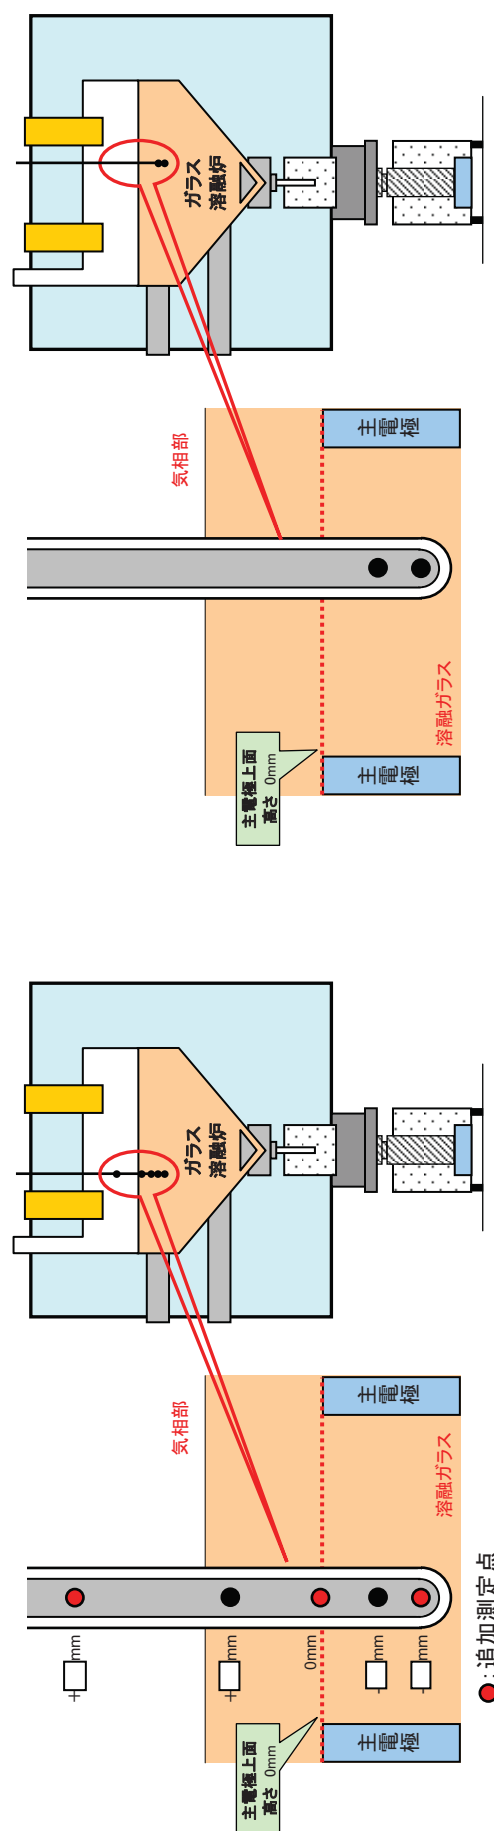 ガラス
溶融炉
気相部
主電極
主電極上面
高さ 0mm
主電極
溶融ガラス
ガラス
溶融炉
気相部
主電極
溶融ガラス
+ mm
+ mm
0mm
- mm
- mm
主電極上面
高さ 0mm
主電極
:追加測定点